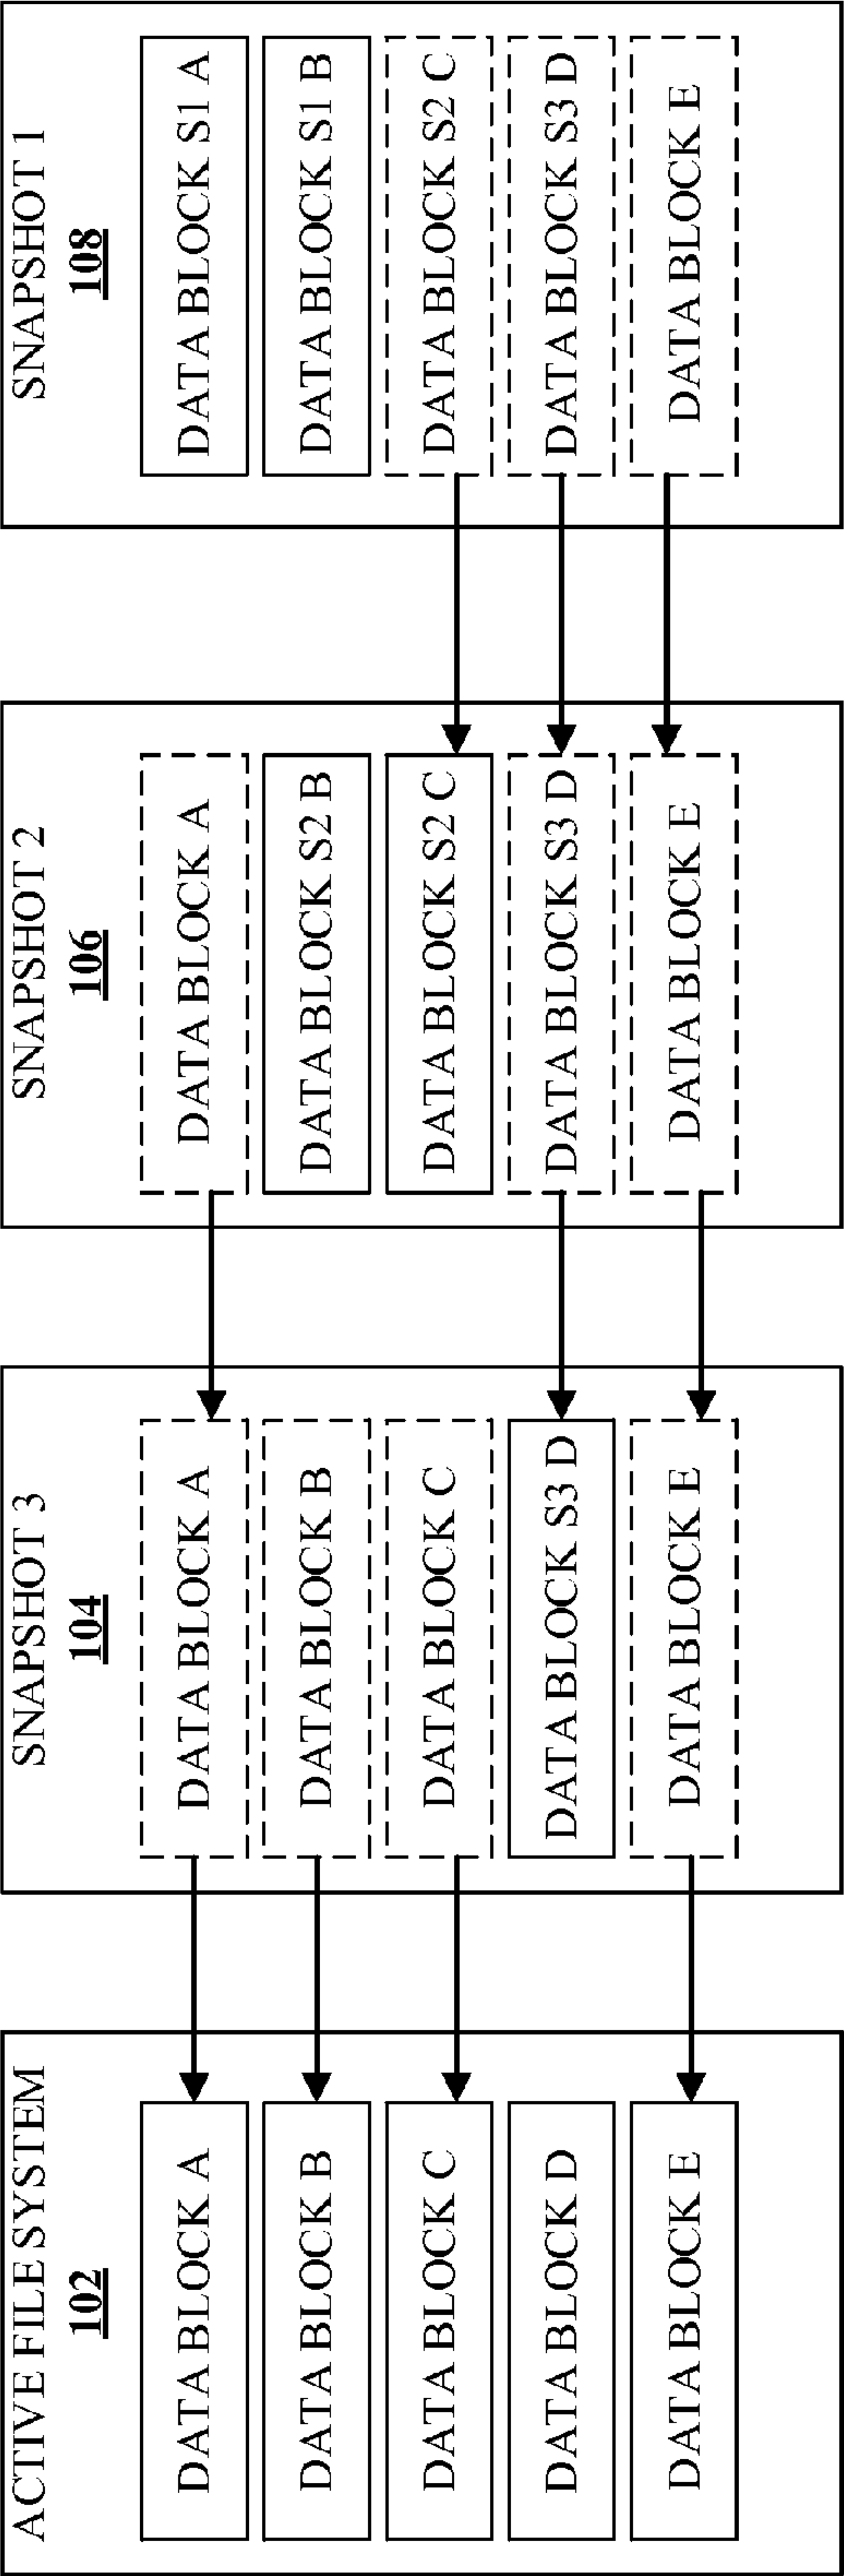 ACTIVE FILE SYSTEM
102
DATA BLOCK A
DATA BLOCK B
DATA BLOCK C
DATA BLOCK D
DATA BLOCK E
SNAPSHOT 3
104
DATA BLOCK A
DATA BLOCK B
DATA BLOCK C
DATA BLOCK S3 D
DATA BLOCK E
SNAPSHOT 2
106
DATA BLOCK A
DATA BLOCK S2 B
DATA BLOCK S2 C
DATA BLOCK S3 D
DATA BLOCK E
SNAPSHOT 1
108
DATA BLOCK S1 A
DATA BLOCK S1 B
DATA BLOCK S2 C
DATA BLOCK S3 D
DATA BLOCK E